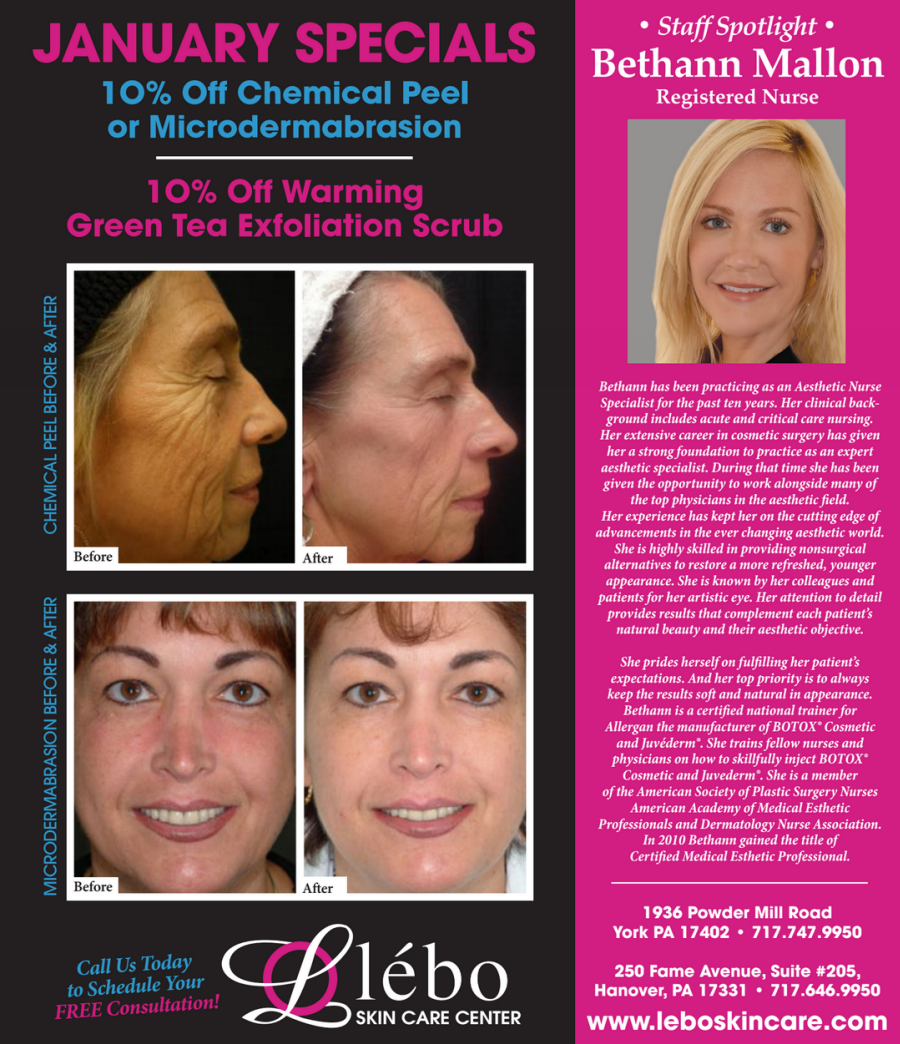 JANUARY SPECIALS
10% Off Chemical Peel
or Microdermabrasion
10% Off Warming
Green Tea Exfoliation Scrub
CHEMICAL PEEL BEFORE & AFTER
Before
After
MICRODERMABRASION BEFORE & AFTER
Before
After
Call Us Today
to Schedule Your
FREE Consultation!
L lébo
SKIN CARE CENTER
• Staff Spotlight •
Bethann Mallon
Registered Nurse
Bethann has been practicing as an Aesthetic Nurse
Specialist for the past ten years. Her clinical back-
ground includes acute and critical care nursing.
Her extensive career in cosmetic surgery has given
her a strong foundation to practice as an expert
aesthetic specialist. During that time she has been
given the opportunity to work alongside many of
the top physicians in the aesthetic field.
Her experience has kept her on the cutting edge of
advancements in the ever changing aesthetic world.
She is highly skilled in providing nonsurgical
alternatives to restore a more refreshed, younger
appearance. She is known by her colleagues and
patients for her artistic eye. Her attention to detail
provides results that complement each patient's
natural beauty and their aesthetic objective.
She prides herself on fulfilling her patient's
expectations. And her top priority is to always
keep the results soft and natural in appearance.
Bethann is a certified national trainer for
Allergan the manufacturer of BOTOX® Cosmetic
and Juvéderm®. She trains fellow nurses and
physicians on how to skillfully inject BOTOX®
Cosmetic and Juvederm®. She is a member
of the American Society of Plastic Surgery Nurses
American Academy of Medical Esthetic
Professionals and Dermatology Nurse Association.
In 2010 Bethann gained the title of
Certified Medical Esthetic Professional.
1936 Powder Mill Road
York PA 17402 • 717.747.9950
250 Fame Avenue, Suite #205,
Hanover, PA 17331 • 717.646.9950
www.leboskincare.com